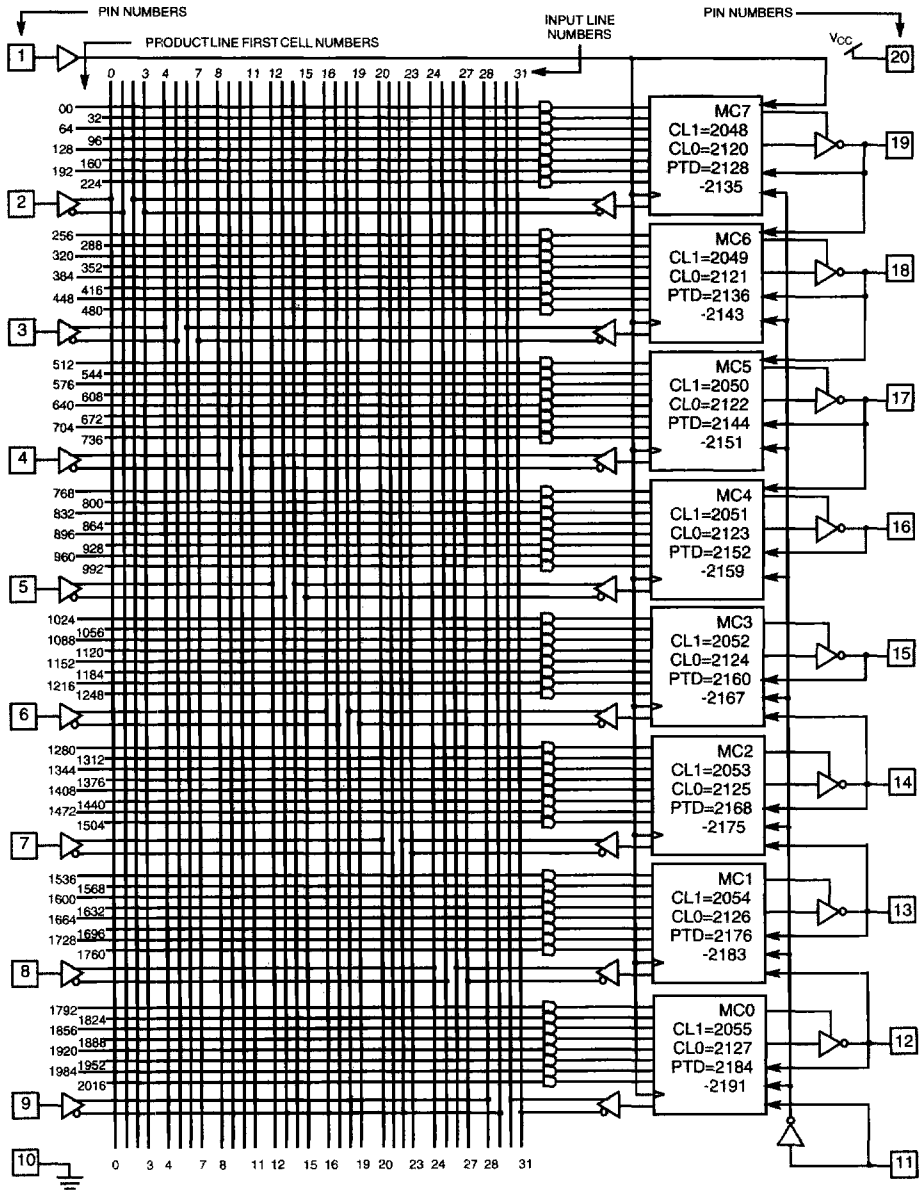 PIN NUMBERS
INPUT LINE NUMBERS
PIN NUMBERS
PRODUCT LINE FIRST CELL NUMBERS
1
VCC
20
0 3 4 7 8 11 12 15 16 19 20 23 24 27 28 31
00
32
64
96
128
160
192
224
MC7
CL1=2048
CL0=2120
PTD=2128
-2135
19
2
256
288
320
352
384
416
448
480
MC6
CL1=2049
CL0=2121
PTD=2136
-2143
18
3
512
544
576
608
640
672
704
736
MC5
CL1=2050
CL0=2122
PTD=2144
-2151
17
4
768
800
832
864
896
928
960
992
MC4
CL1=2051
CL0=2123
PTD=2152
-2159
16
5
1024
1056
1088
1120
1152
1184
1216
1248
MC3
CL1=2052
CL0=2124
PTD=2160
-2167
15
6
1280
1312
1344
1376
1408
1440
1472
1504
MC2
CL1=2053
CL0=2125
PTD=2168
-2175
14
7
1536
1568
1600
1632
1664
1696
1728
1760
MC1
CL1=2054
CL0=2126
PTD=2176
-2183
13
8
1792
1824
1856
1888
1920
1952
1984
2016
MC0
CL1=2055
CL0=2127
PTD=2184
-2191
12
9
10
0 3 4 7 8 11 12 15 16 19 20 23 24 27 28 31
11